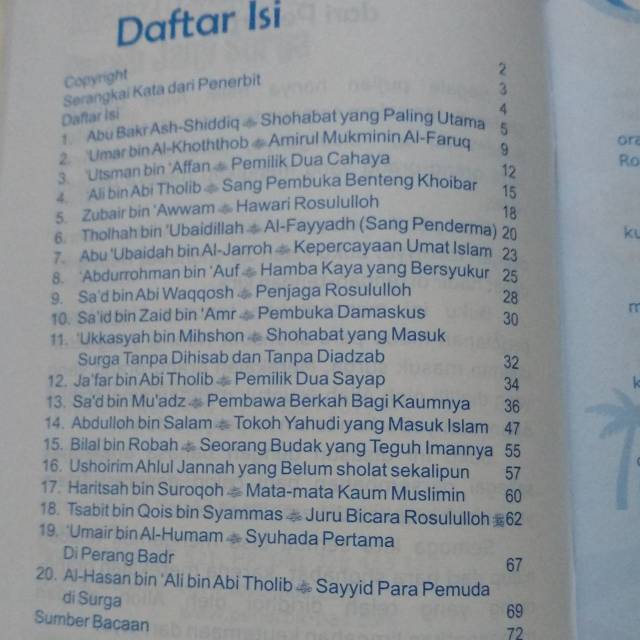 Daftar Isi
Copyright 2
Serangkai Kata dari Penerbit 3
Daftar Isi 4
1. Abu Bakr Ash-Shiddiq Shohabat yang Paling Utama 5
2. 'Umar bin Al-Khoththob Amirul Mukminin Al-Faruq 9
3. 'Utsman bin 'Affan Pemilik Dua Cahaya 12
4. 'Ali bin Abi Tholib Sang Pembuka Benteng Khoibar 15
5. Zubair bin 'Awwam Hawari Rosululloh 18
6. Tholhah bin 'Ubaidillah Al-Fayyadh (Sang Penderma) 20
7. Abu 'Ubaidah bin Al-Jarroh Kepercayaan Umat Islam 23
8. 'Abdurrohman bin 'Auf Hamba Kaya yang Bersyukur 25
9. Sa'd bin Abi Waqqosh Penjaga Rosululloh 28
10. Sa'id bin Zaid bin 'Amr Pembuka Damaskus 30
11. 'Ukkasyah bin Mihshon Shohabat yang Masuk
Surga Tanpa Dihisab dan Tanpa Diadzab 32
12. Ja'far bin Abi Tholib Pemilik Dua Sayap 34
13. Sa'd bin Mu'adz Pembawa Berkah Bagi Kaumnya 36
14. Abdulloh bin Salam Tokoh Yahudi yang Masuk Islam 47
15. Bilal bin Robah Seorang Budak yang Teguh Imannya 55
16. Ushoirim Ahlul Jannah yang Belum sholat sekalipun 57
17. Haritsah bin Suroqoh Mata-mata Kaum Muslimin 60
18. Tsabit bin Qois bin Syammas Juru Bicara Rosululloh ﷺ 62
19. 'Umair bin Al-Humam Syuhada Pertama
Di Perang Badr 67
20. Al-Hasan bin 'Ali bin Abi Tholib Sayyid Para Pemuda
di Surga 69
Sumber Bacaan 72
ora
Ro
ku